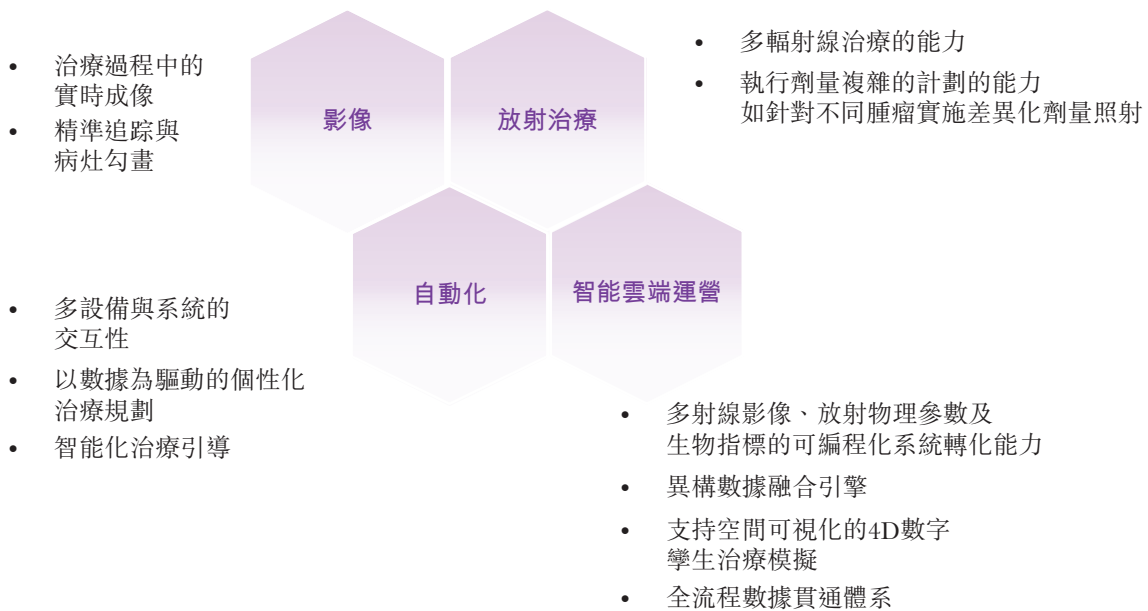 • 治療過程中的
實時成像
• 精準追踪與
病灶勾畫
影像
放射治療
• 多輻射線治療的能力
• 執行劑量複雜的計劃的能力
如針對不同腫瘤實施差異化劑量照射
自動化
智能雲端運營
• 多設備與系統的
交互性
• 以數據為驅動的個性化
治療規劃
• 智能化治療引導
• 多射線影像、放射物理參數及
生物指標的可編程化系統轉化能力
• 異構數據融合引擎
• 支持空間可視化的4D數字
孿生治療模擬
• 全流程數據貫通體系